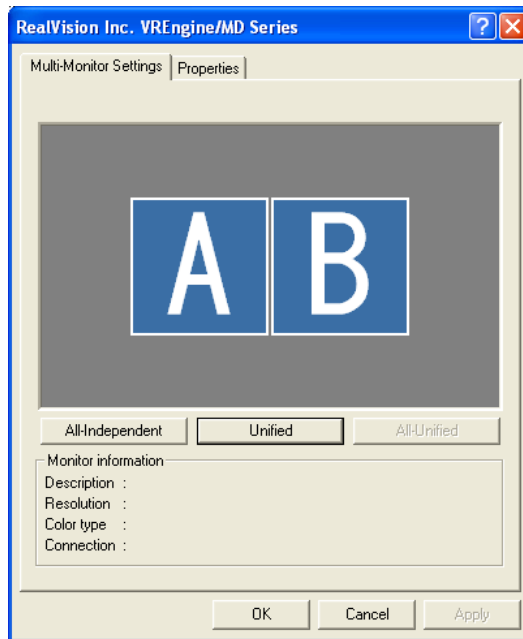 RealVision Inc. VREngine/MD Series
Multi-Monitor Settings Properties
A B
All-Independent Unified All-Unified
Monitor information
Description :
Resolution :
Color type :
Connection :
OK Cancel Apply